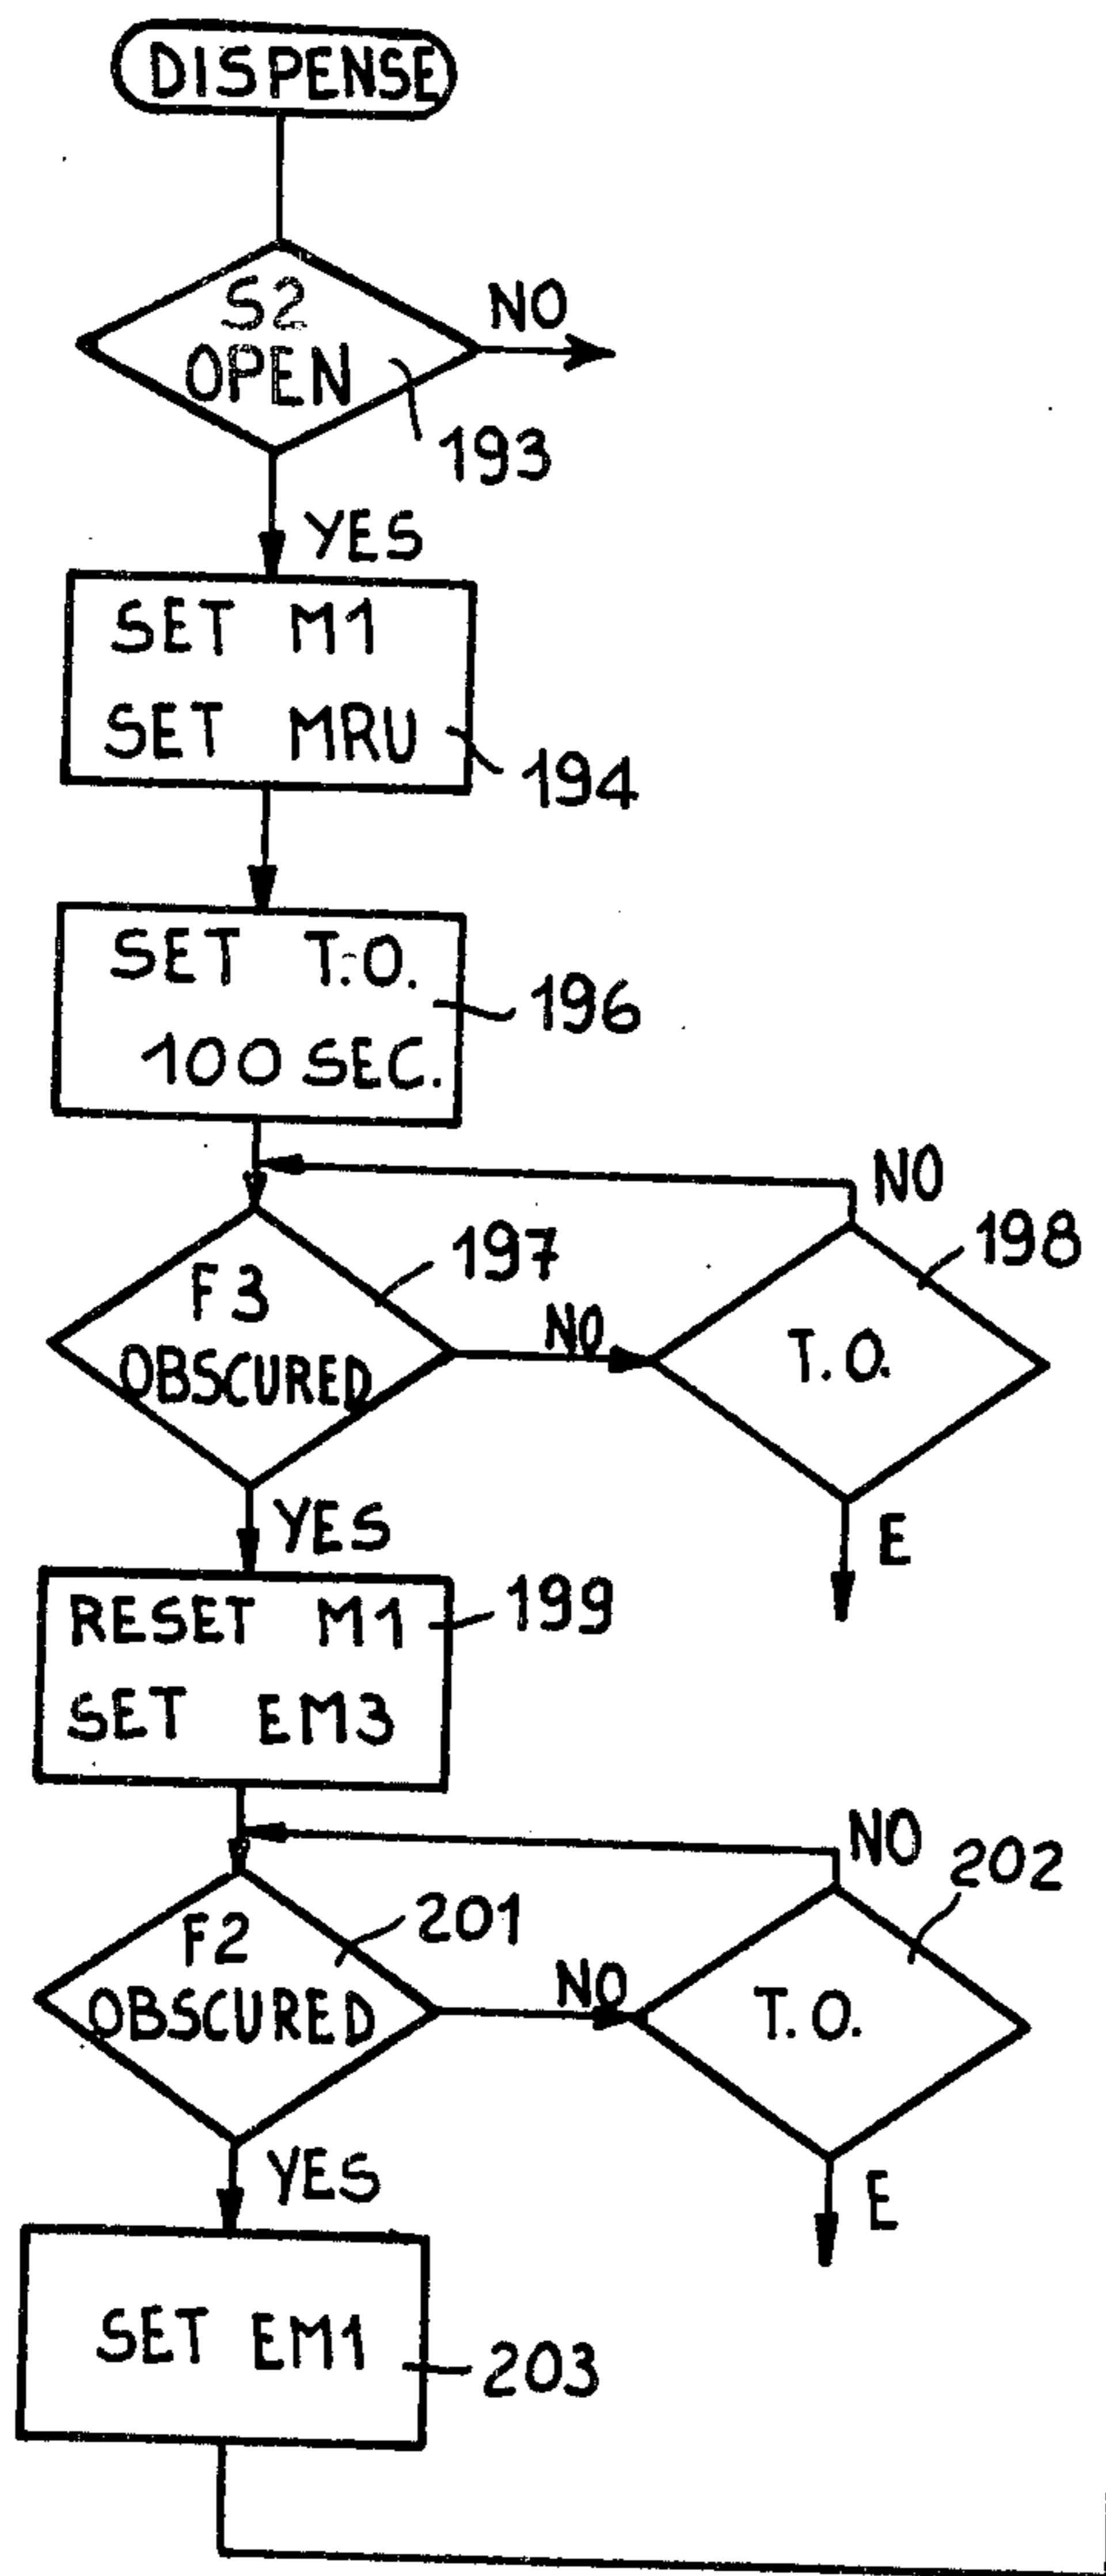 DISPENSE
S2
OPEN
NO
193
YES
SET M1
SET MRU
194
SET T.O.
100 SEC.
196
NO
F3
OBSCURED
197
NO
T.O.
198
YES
E
RESET M1
SET EM3
199
NO
F2
OBSCURED
201
NO
T.O.
202
YES
E
SET EM1
203